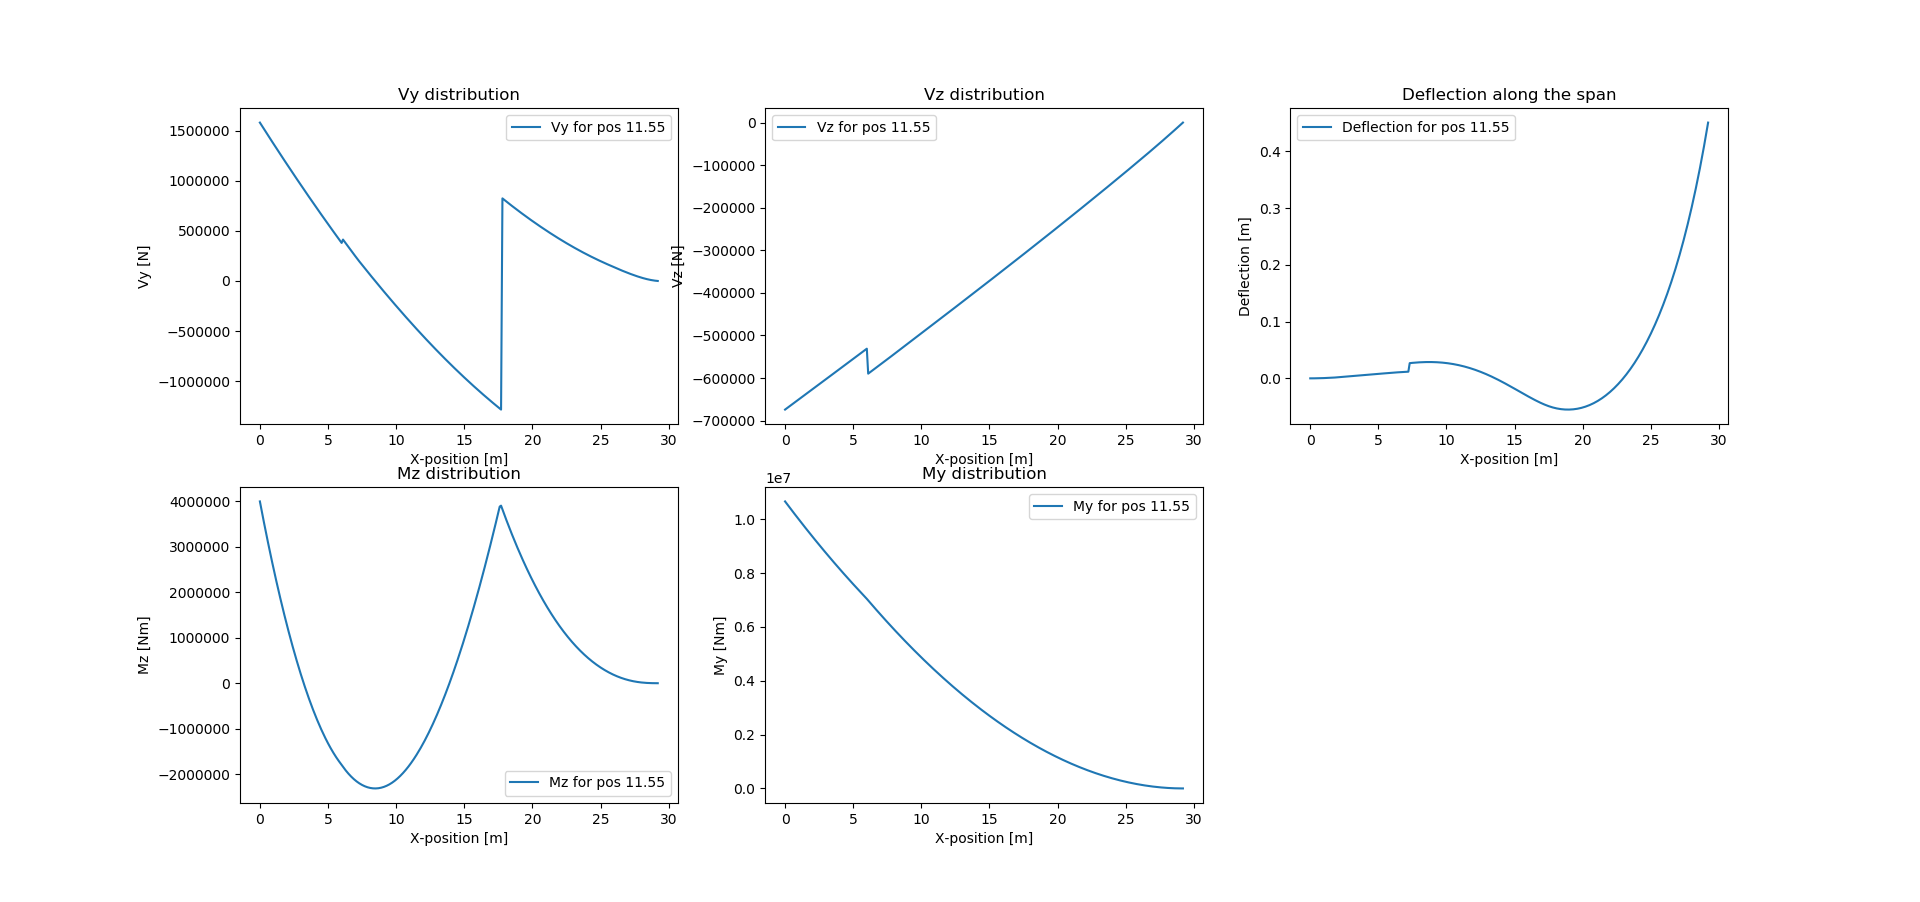 Vy distribution
Vy for pos 11.55
1500000
1000000
500000
0
−500000
−1000000
Vy [N]
0 5 10 15 20 25 30
X-position [m]
Vz distribution
Vz for pos 11.55
0
−100000
−200000
−300000
−400000
−500000
−600000
−700000
Vz [N]
0 5 10 15 20 25 30
X-position [m]
Deflection along the span
Deflection for pos 11.55
0.4
0.3
0.2
0.1
0.0
Deflection [m]
0 5 10 15 20 25 30
X-position [m]
Mz distribution
4000000
3000000
2000000
1000000
0
−1000000
−2000000
Mz [Nm]
Mz for pos 11.55
0 5 10 15 20 25 30
X-position [m]
My distribution
1e7
My for pos 11.55
1.0
0.8
0.6
0.4
0.2
0.0
My [Nm]
0 5 10 15 20 25 30
X-position [m]